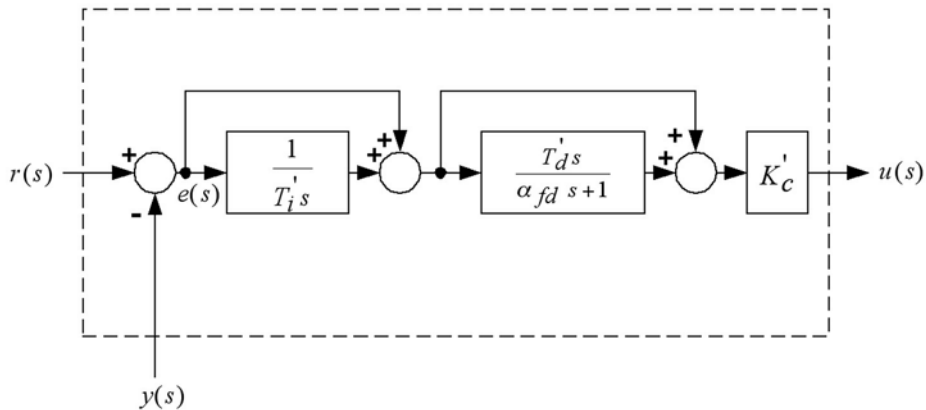 r(s)
+
-
e(s)
1
T'_i s
+
+
T'_d s
α_fd s+1
+
+
K'_c
u(s)
y(s)